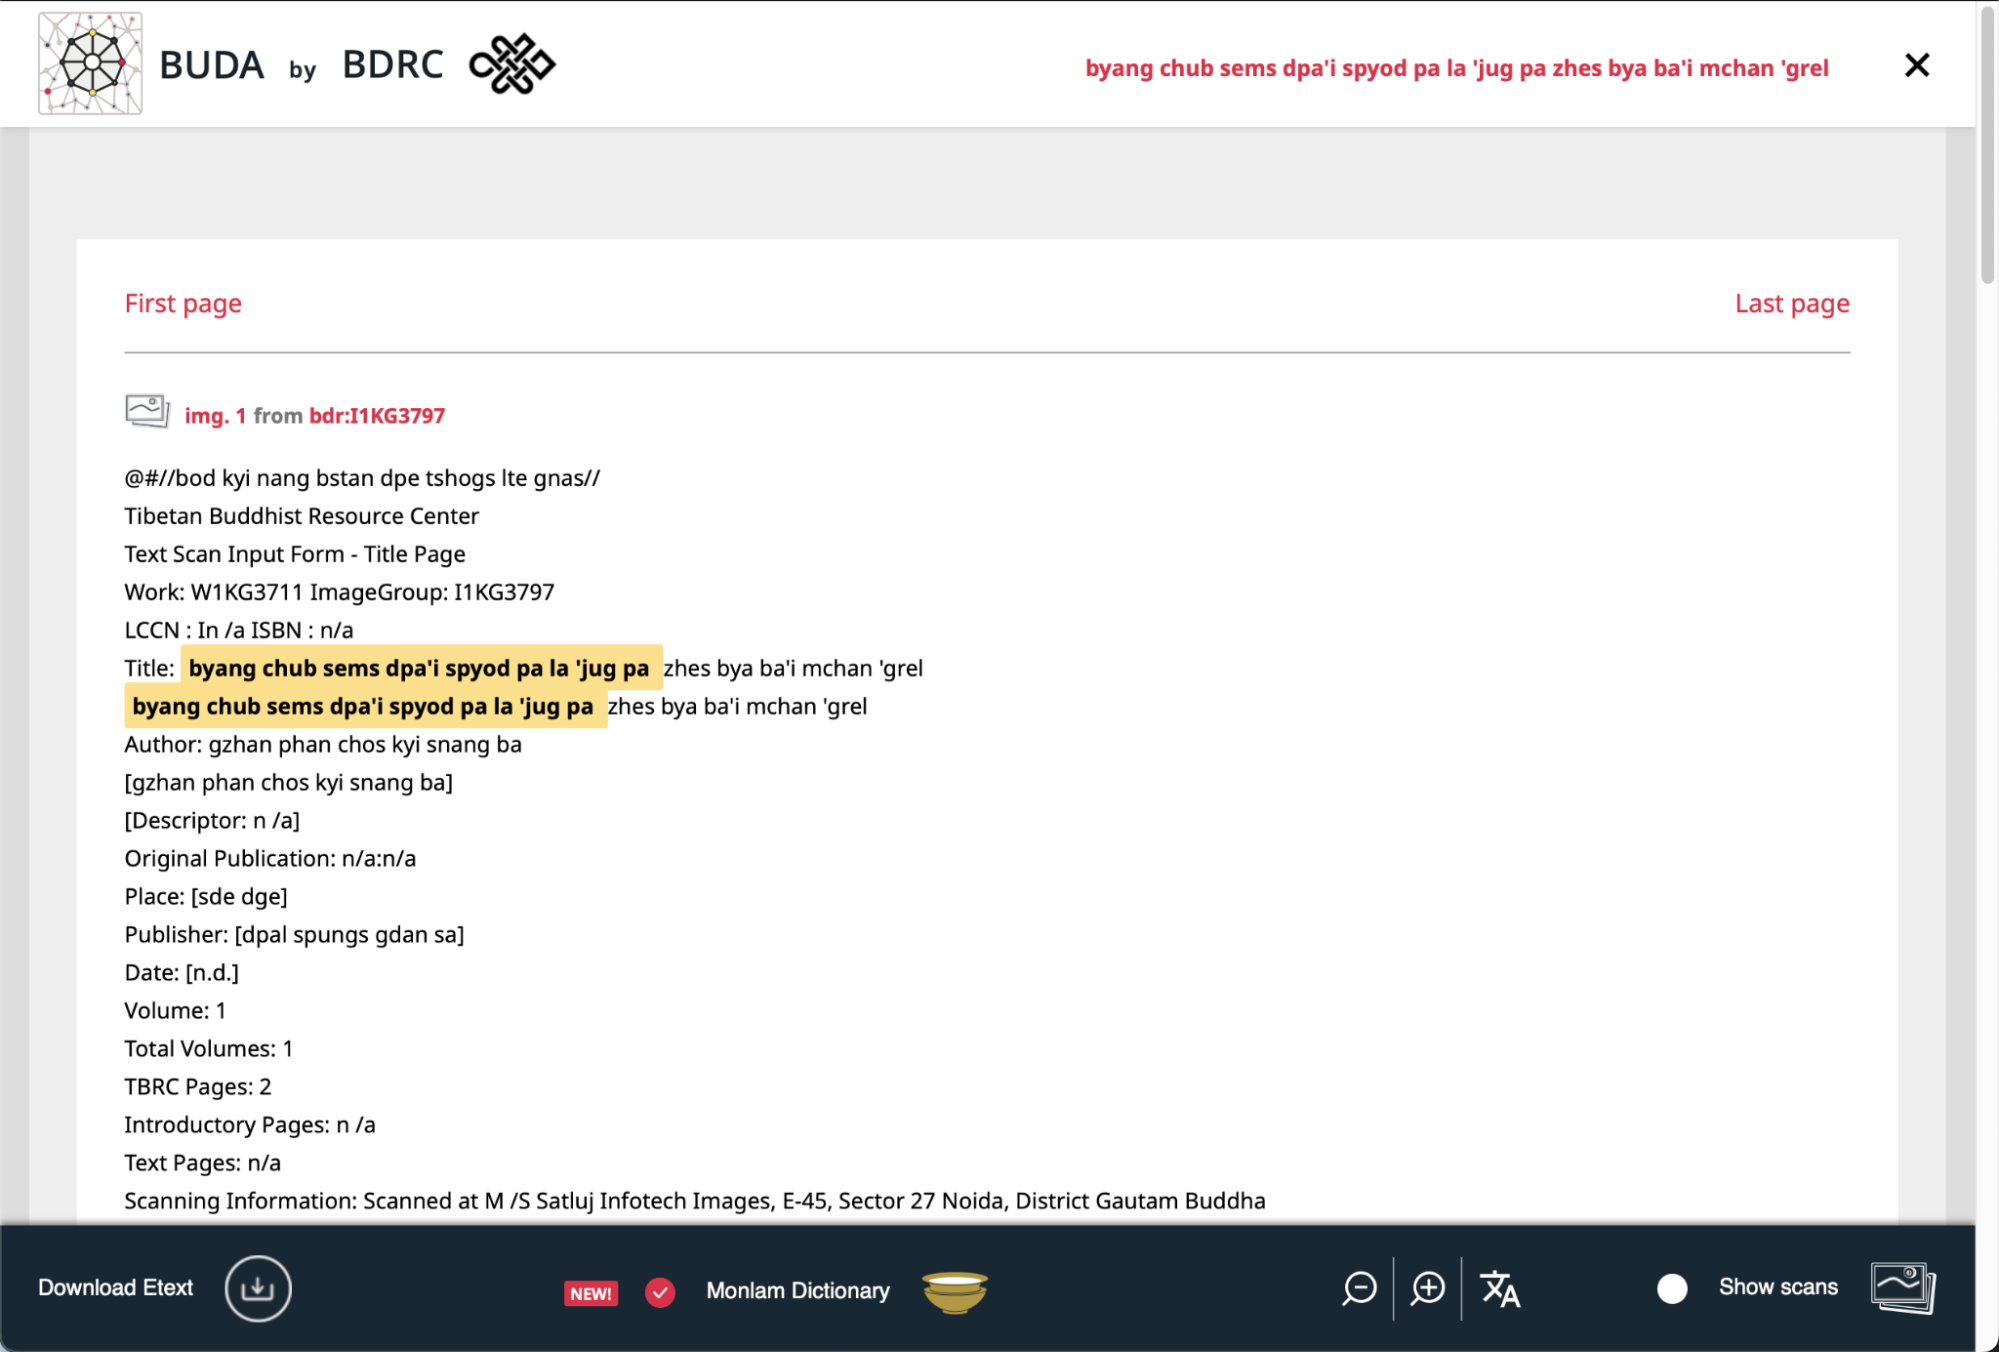 BUDA by BDRC
byang chub sems dpa'i spyod pa la 'jug pa zhes bya ba'i mchan 'grel
First page
Last page
img. 1 from bdr:I1KG3797
@#//bod kyi nang bstan dpe tshogs lte gnas//
Tibetan Buddhist Resource Center
Text Scan Input Form - Title Page
Work: W1KG3711 ImageGroup: I1KG3797
LCCN : In /a ISBN : n/a
Title: byang chub sems dpa'i spyod pa la 'jug pa zhes bya ba'i mchan 'grel
byang chub sems dpa'i spyod pa la 'jug pa zhes bya ba'i mchan 'grel
Author: gzhan phan chos kyi snang ba
[gzhan phan chos kyi snang ba]
[Descriptor: n /a]
Original Publication: n/a:n/a
Place: [sde dge]
Publisher: [dpal spungs gdan sa]
Date: [n.d.]
Volume: 1
Total Volumes: 1
TBRC Pages: 2
Introductory Pages: n /a
Text Pages: n/a
Scanning Information: Scanned at M /S Satluj Infotech Images, E-45, Sector 27 Noida, District Gautam Buddha
Download Etext
NEW!
Monlam Dictionary
Show scans